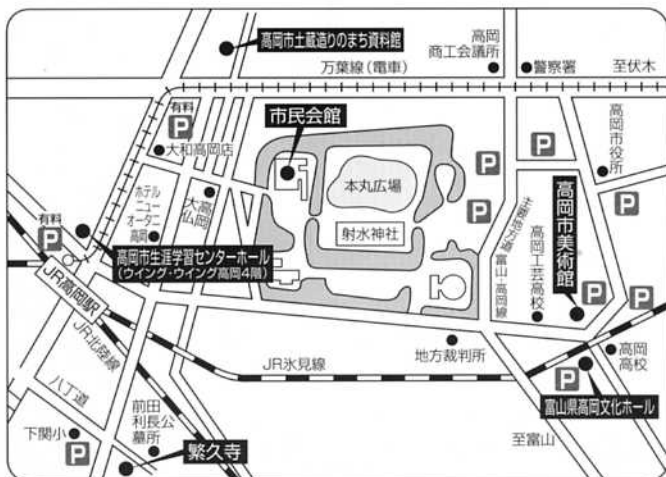 高岡市土蔵造りのまち資料館
高岡
商工会議所
警察署
至伏木
万葉線(電車)
有料
P
大和高岡店
市民会館
P
P
高岡市役所
本丸広場
ホテル
ニュー
オータニ
高岡
高岡
大仏
P
P
射水神社
主要地方道 富山・高岡線
高岡工芸高校
高岡市美術館
有料
P
高岡市生涯学習センターホール
(ウイング・ウイング高岡4階)
P
P
JR高岡駅
JR北陸線
JR氷見線
地方裁判所
高岡
高校
P
富山県高岡文化ホール
八丁道
前田
利長公
墓所
下関小
P
繁久寺
至富山